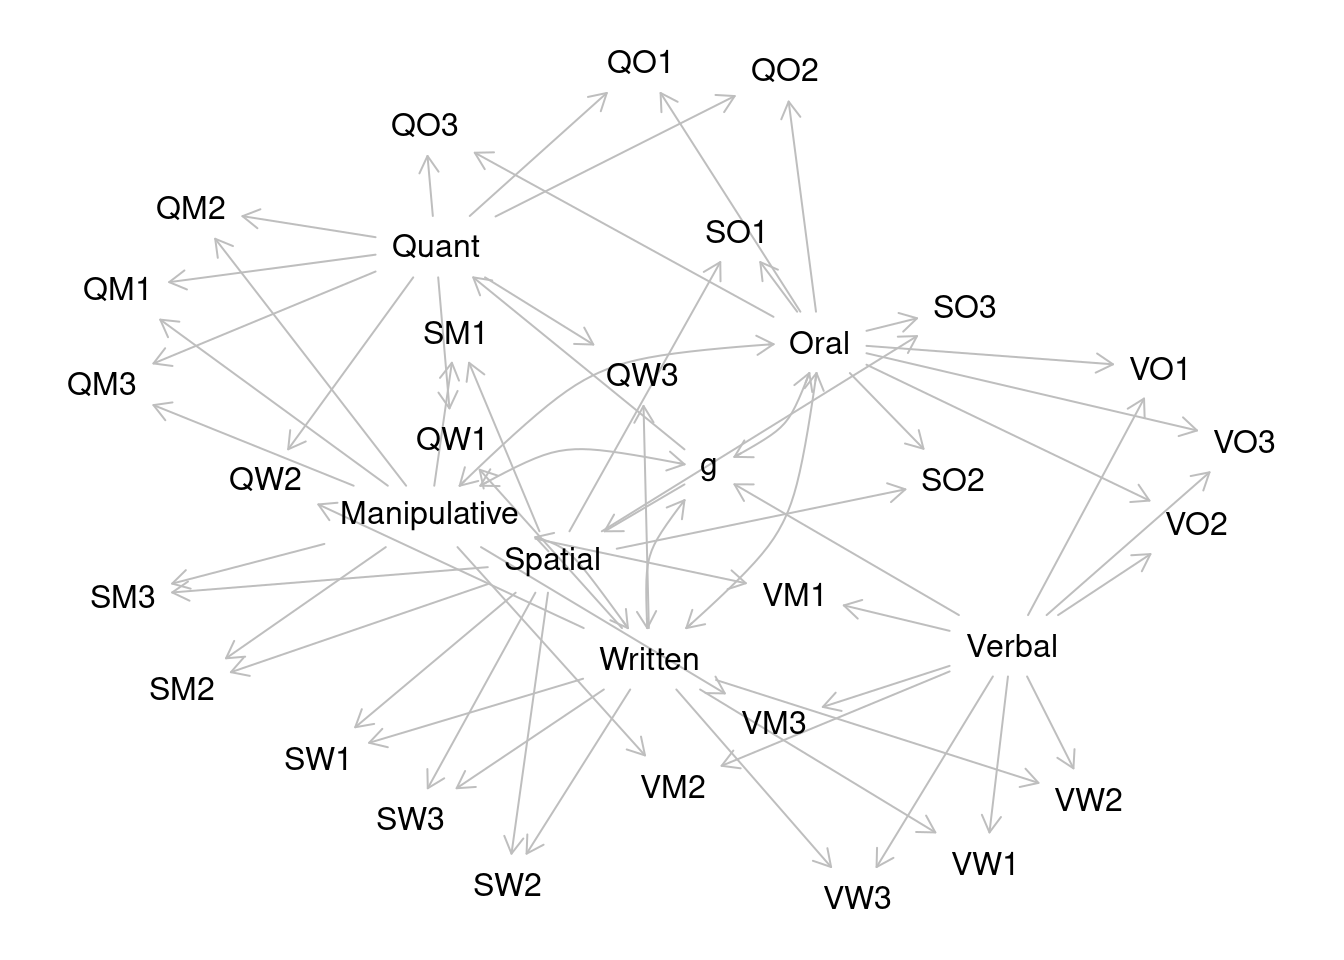 QO1
QO2
QO3
QM2
SO1
Quant
QM1
SO3
SM1
Oral
VO1
QW3
QM3
QW1
VO3
g
QW2
SO2
Manipulative
VO2
Spatial
SM3
VM1
Verbal
Written
SM2
VM3
SW1
VM2
VW2
SW3
VW1
SW2
VW3